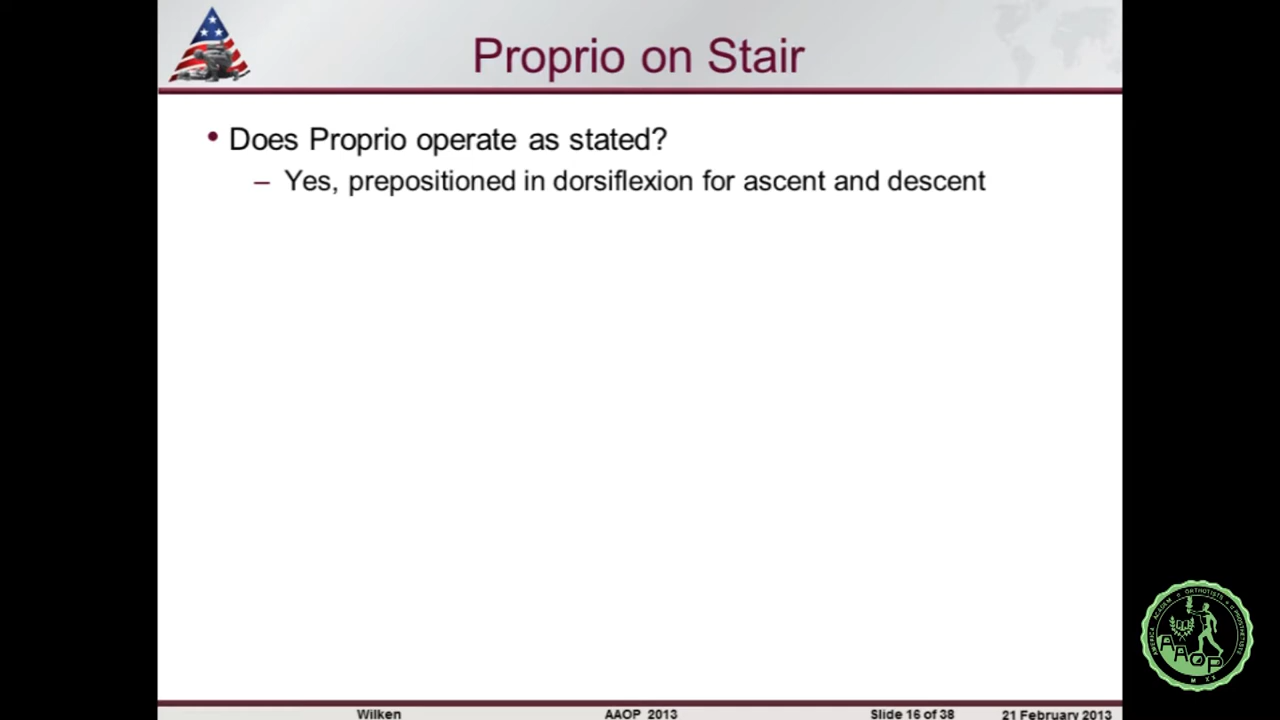 Proprio on Stair
• Does Proprio operate as stated?
– Yes, prepositioned in dorsiflexion for ascent and descent
Wilken AAOP 2013 Slide 16 of 38 21 February 2013
AAOP